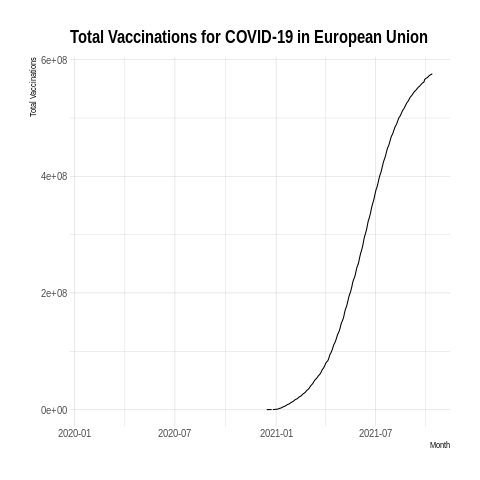 Total Vaccinations for COVID-19 in European Union
Total Vaccinations
6e+08
4e+08
2e+08
0e+00
2020-01 2020-07 2021-01 2021-07
Month